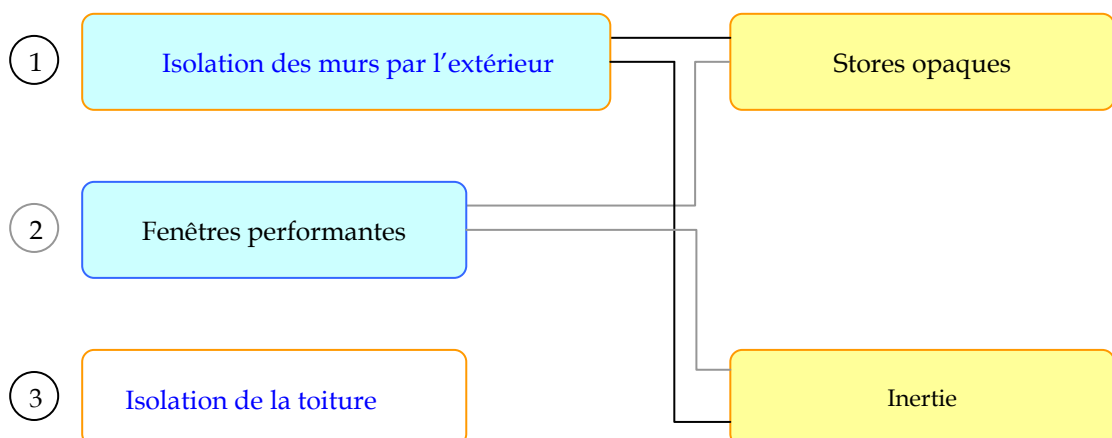 1
Isolation des murs par l’extérieur
Stores opaques
2
Fenêtres performantes
3
Isolation de la toiture
Inertie